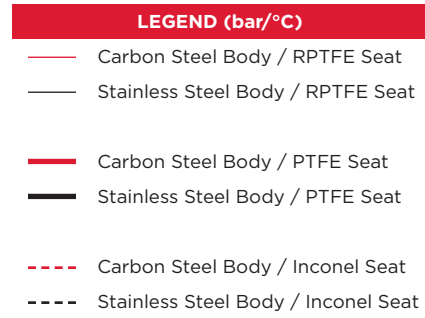 LEGEND (bar/°C)
Carbon Steel Body / RPTFE Seat
Stainless Steel Body / RPTFE Seat
Carbon Steel Body / PTFE Seat
Stainless Steel Body / PTFE Seat
Carbon Steel Body / Inconel Seat
Stainless Steel Body / Inconel Seat